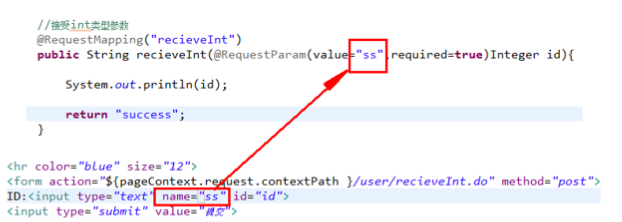 //接受int类型参数
@RequestMapping("recieveInt")
public String recieveInt(@RequestParam(value="ss",required=true)Integer id){
System.out.println(id);
return "success";
}
<hr color="blue" size="12">
<form action="${pageContext.request.contextPath }/user/recieveInt.do" method="post">
ID:<input type="text" name="ss" id="id">
<input type="submit" value="提交">